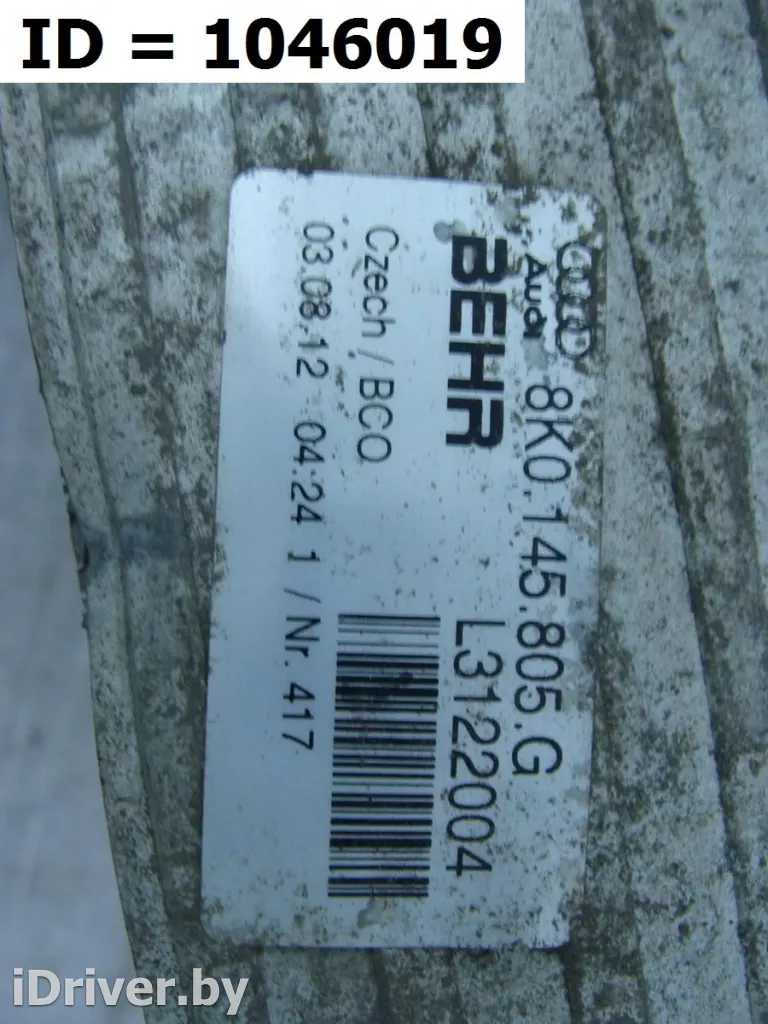 ID = 1046019
Audi 8K0.145.805.G
BEHR L3122004
Czech / BCO
03.08.12 04:24 1 / Nr. 417
iDriver.by